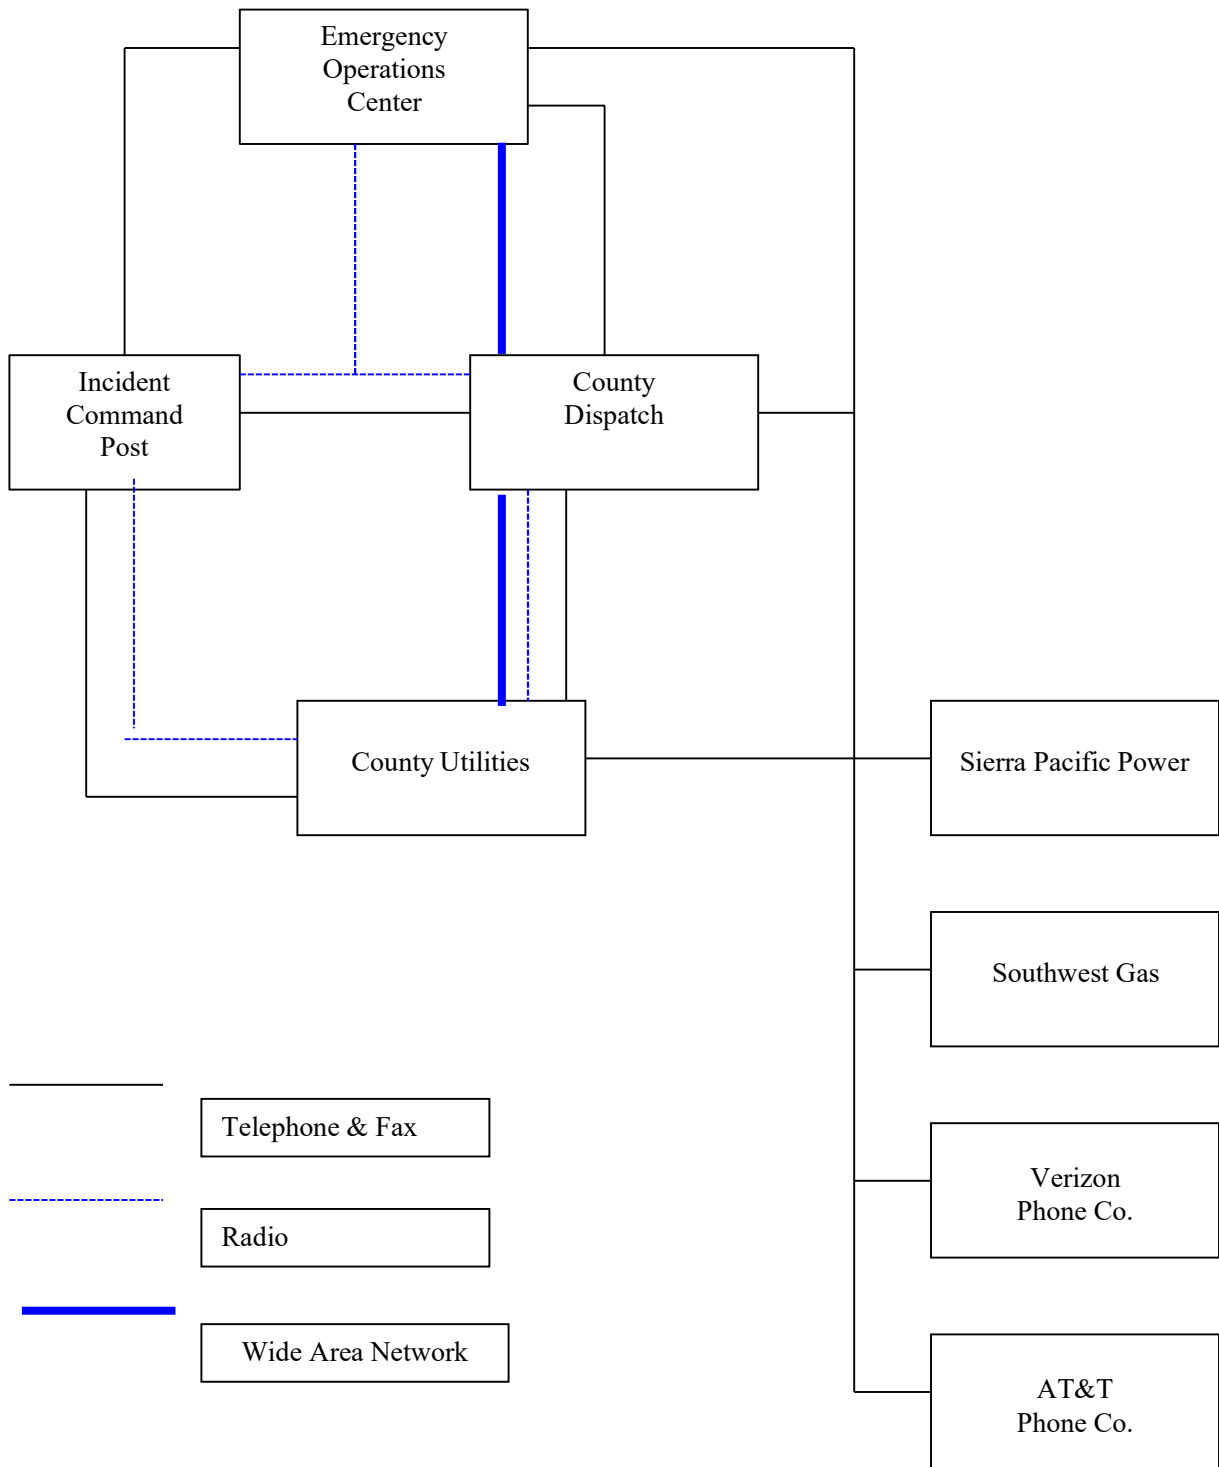 Emergency
Operations
Center
Incident
Command
Post
County
Dispatch
County Utilities
Sierra Pacific Power
Southwest Gas
Telephone & Fax
Verizon
Phone Co.
Radio
Wide Area Network
AT&T
Phone Co.